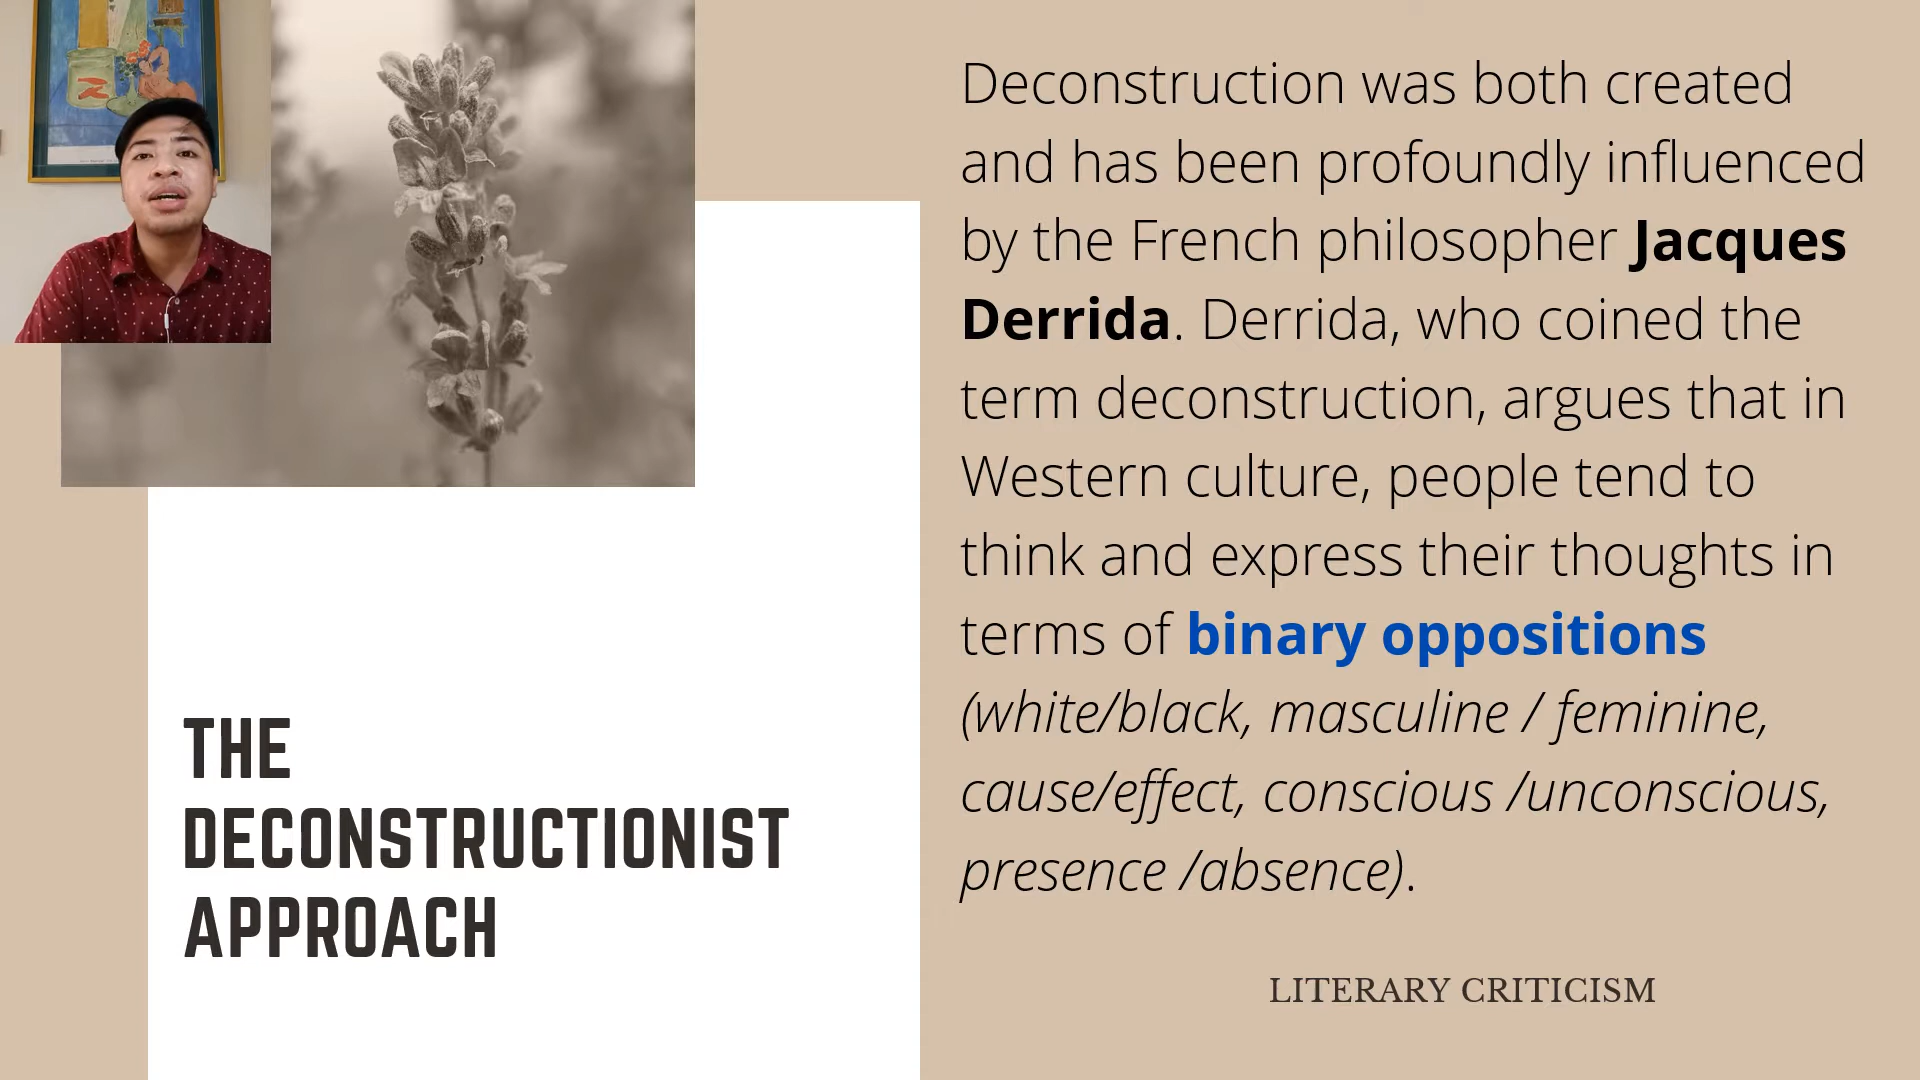 THE
DECONSTRUCTIONIST
APPROACH
Deconstruction was both created
and has been profoundly influenced
by the French philosopher Jacques
Derrida. Derrida, who coined the
term deconstruction, argues that in
Western culture, people tend to
think and express their thoughts in
terms of binary oppositions
(white/black, masculine / feminine,
cause/effect, conscious /unconscious,
presence /absence).
LITERARY CRITICISM